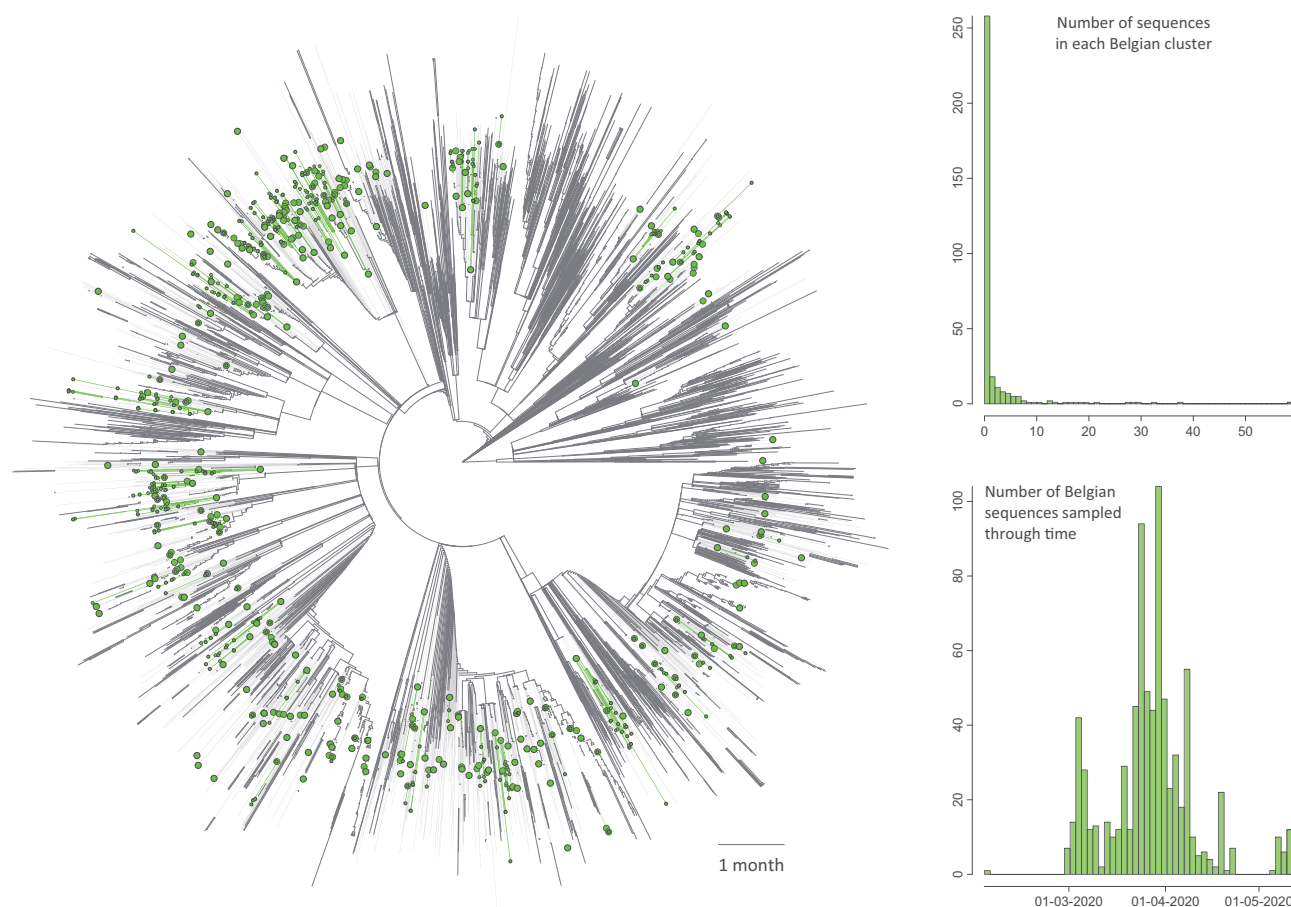 1 month
Number of sequences
in each Belgian cluster
250
200
150
100
50
0
0 10 20 30 40 50
Number of Belgian
sequences sampled
through time
100
80
60
40
20
0
01-03-2020 01-04-2020 01-05-2020